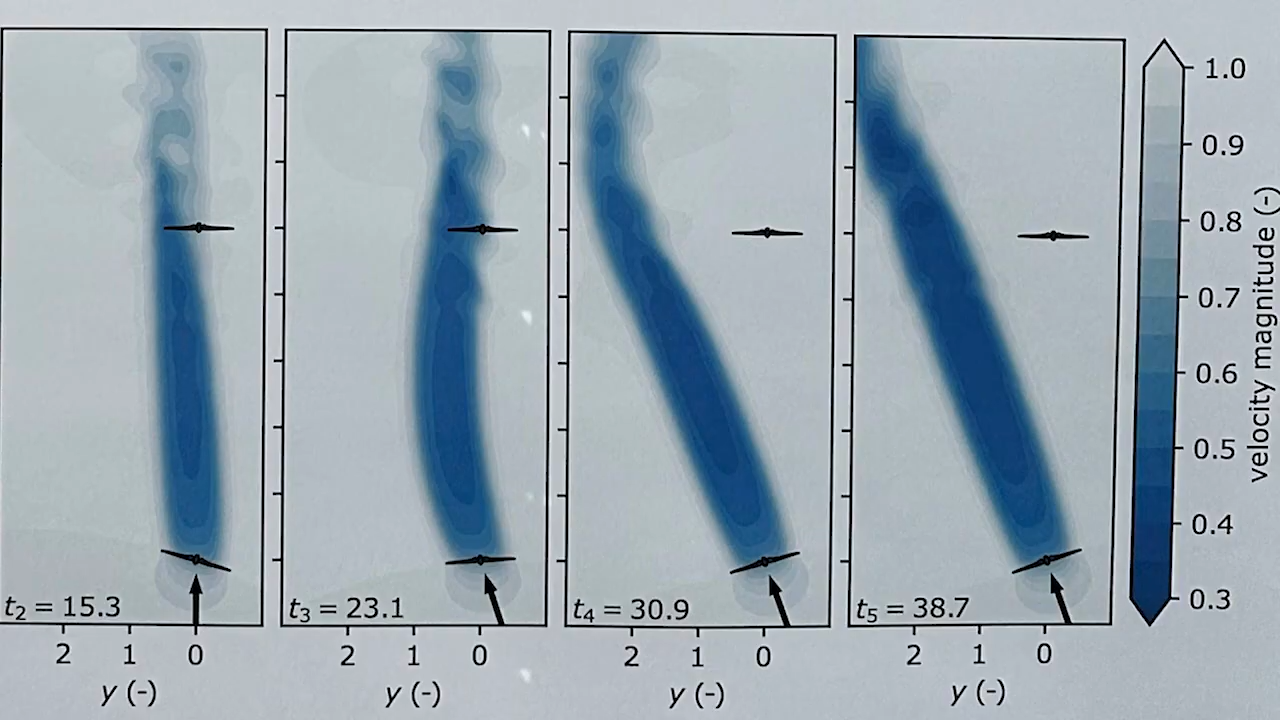 t2 = 15.3
t3 = 23.1
t4 = 30.9
t5 = 38.7
2 1 0
2 1 0
2 1 0
2 1 0
y (-)
y (-)
y (-)
y (-)
1.0
0.9
0.8
0.7
0.6
0.5
0.4
0.3
velocity magnitude (-)